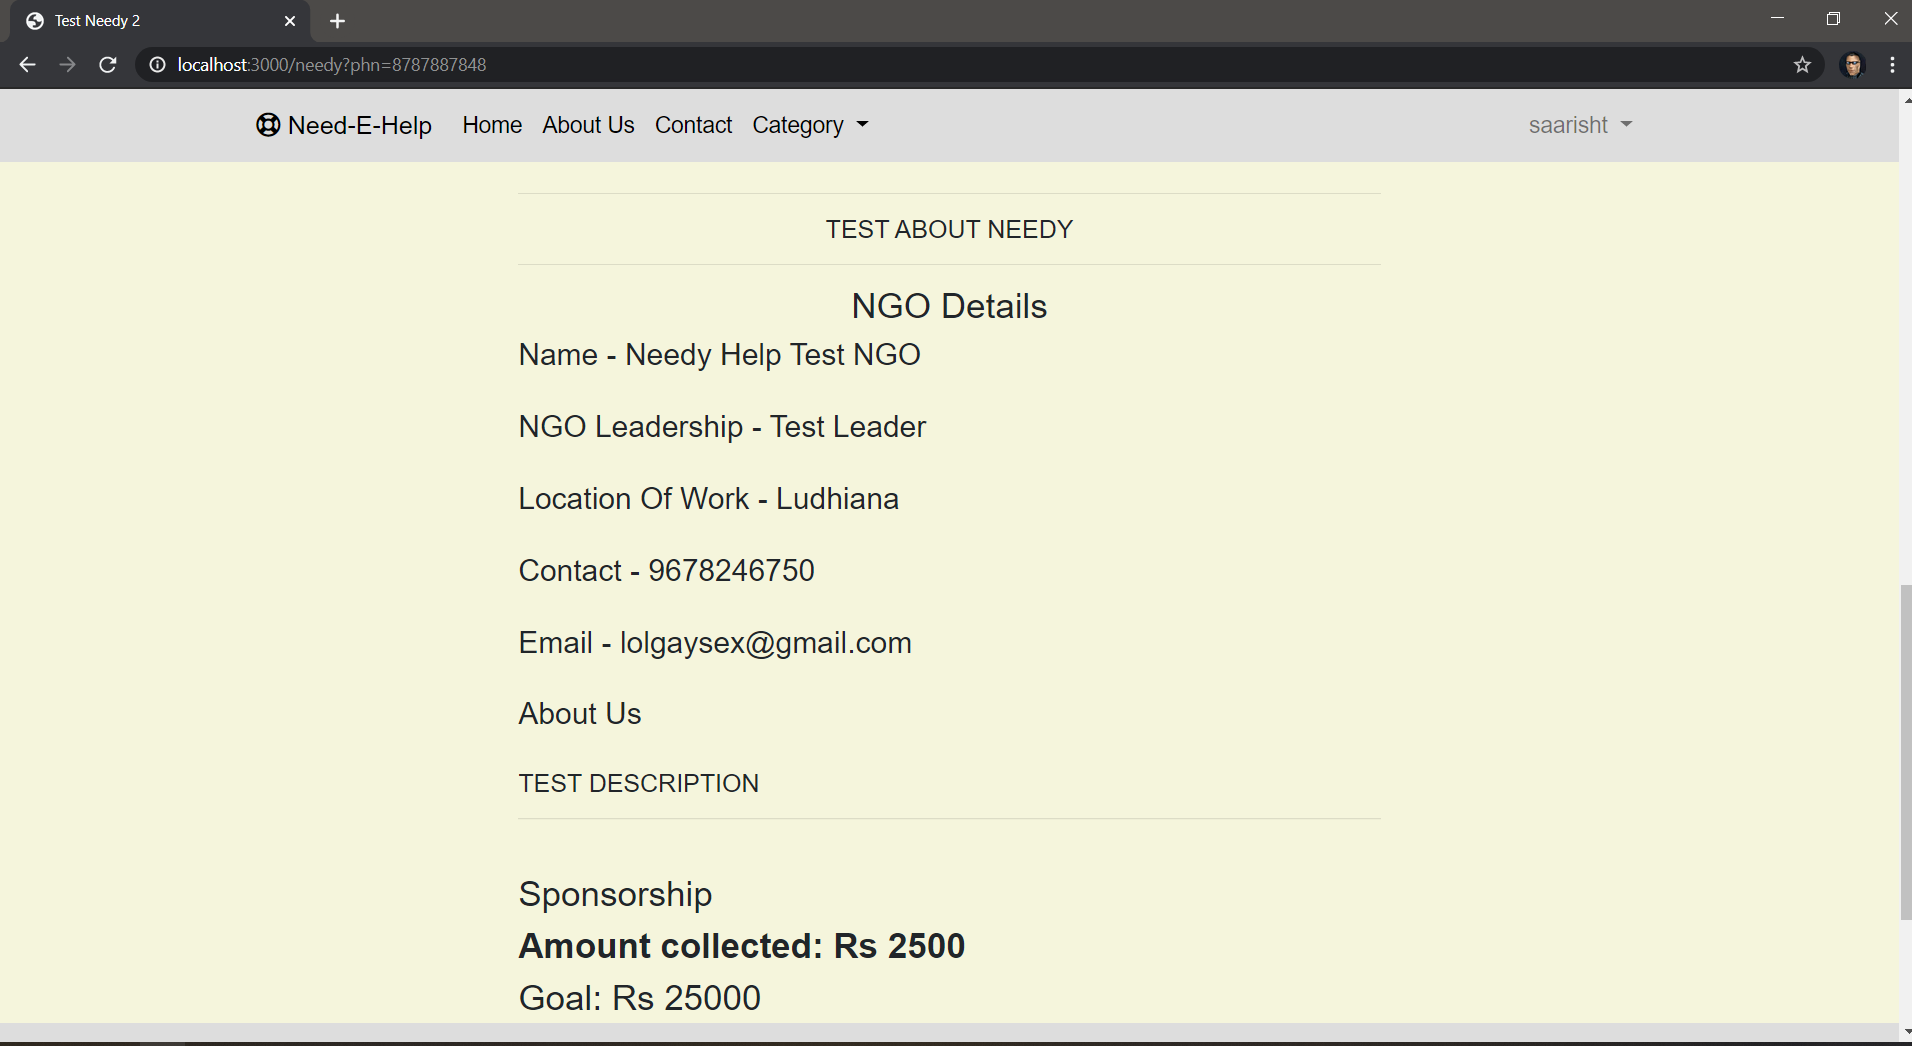 Test Needy 2
localhost:3000/needy?phn=8787887848
Need-E-Help Home About Us Contact Category saarisht
TEST ABOUT NEEDY
NGO Details
Name - Needy Help Test NGO
NGO Leadership - Test Leader
Location Of Work - Ludhiana
Contact - 9678246750
Email - lolgaysex@gmail.com
About Us
TEST DESCRIPTION
Sponsorship
Amount collected: Rs 2500
Goal: Rs 25000